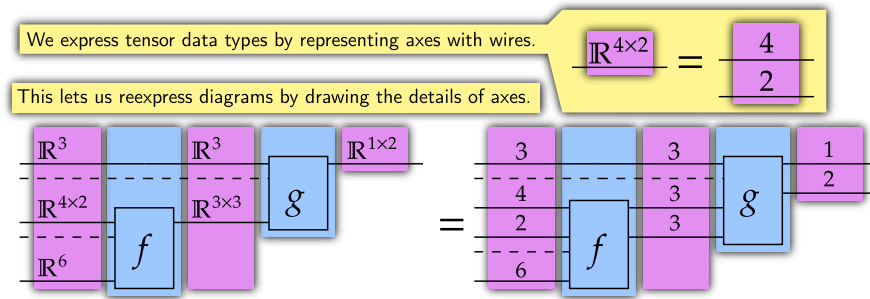 We express tensor data types by representing axes with wires.
ℝ^{4×2} = 4
2
This lets us reexpress diagrams by drawing the details of axes.
ℝ^3 ℝ^3 ℝ^{1×2}
ℝ^{4×2} ℝ^{3×3} g
ℝ^6 f
=
3 3 1
2
4 3 g
2 3
6 f